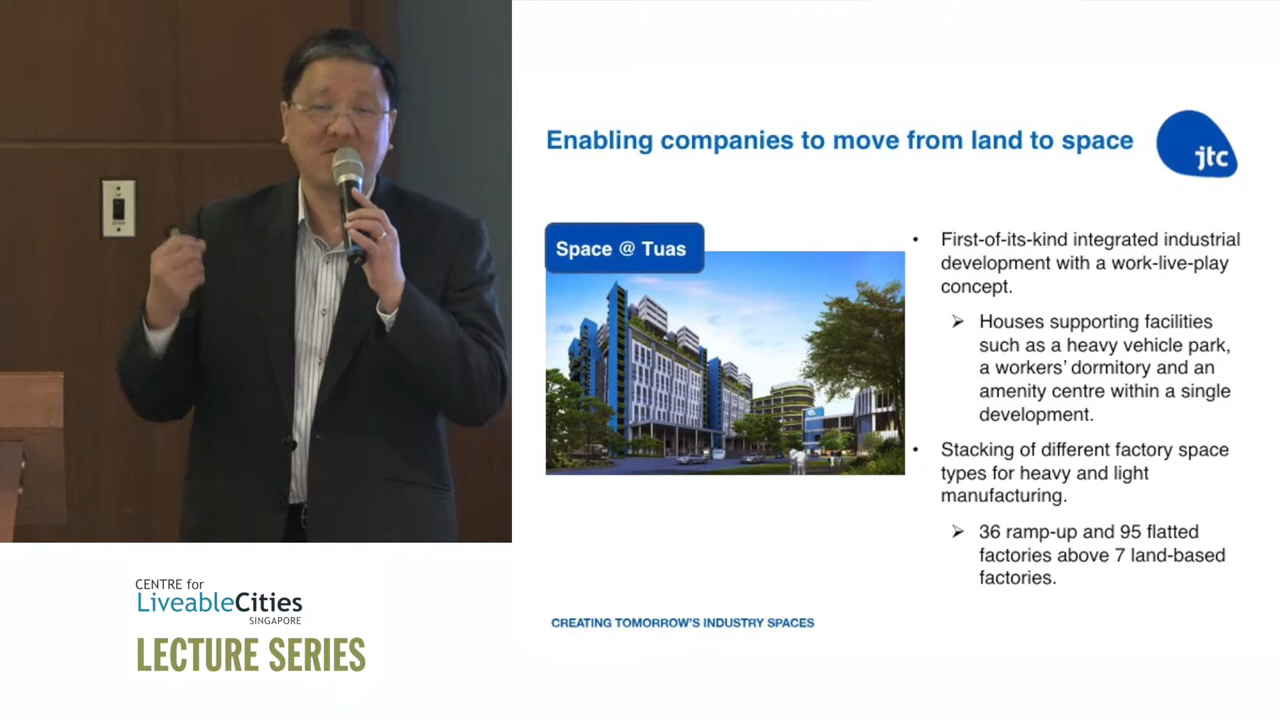 Enabling companies to move from land to space
jtc
Space @ Tuas
• First-of-its-kind integrated industrial
development with a work-live-play
concept.
➢ Houses supporting facilities
such as a heavy vehicle park,
a workers' dormitory and an
amenity centre within a single
development.
• Stacking of different factory space
types for heavy and light
manufacturing.
➢ 36 ramp-up and 95 flatted
factories above 7 land-based
factories.
CREATING TOMORROW'S INDUSTRY SPACES
CENTRE for
LiveableCities
SINGAPORE
LECTURE SERIES